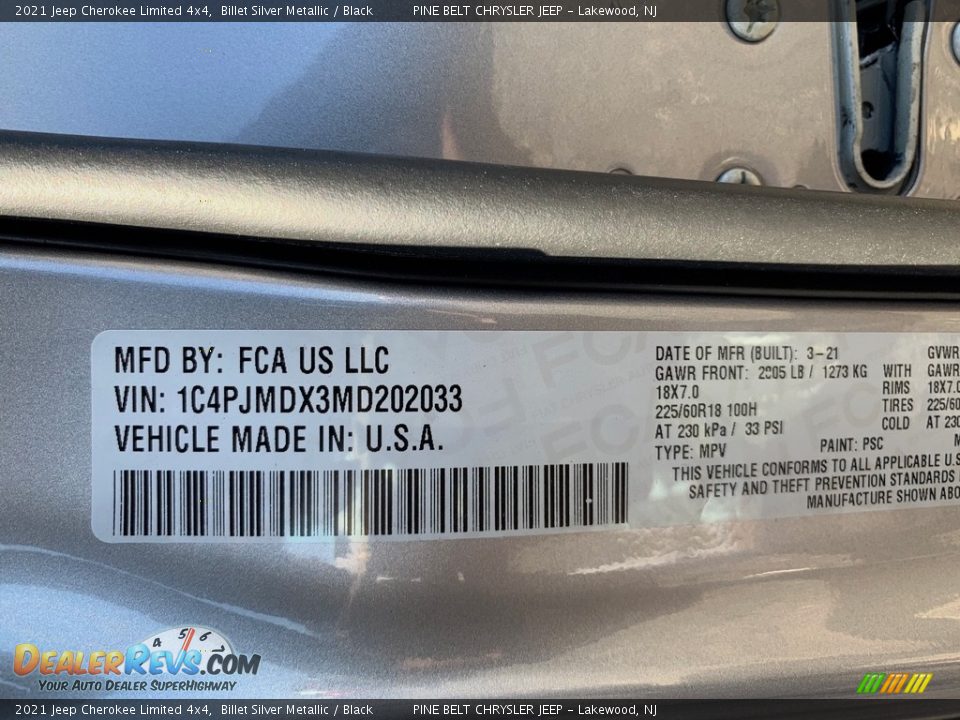 2021 Jeep Cherokee Limited 4x4, Billet Silver Metallic / Black PINE BELT CHRYSLER JEEP – Lakewood, NJ
MFD BY: FCA US LLC
VIN: 1C4PJMDX3MD202033
VEHICLE MADE IN: U.S.A.
DATE OF MFR (BUILT): 3-21
GAWR FRONT: 2805 LB / 1273 KG WITH
18X7.0 RIMS
225/60R18 100H TIRES
AT 230 kPa / 33 PSI COLD
GVWR
GAWR
18X7.0
225/60
AT 230
TYPE: MPV PAINT: PSC M
THIS VEHICLE CONFORMS TO ALL APPLICABLE U.S
SAFETY AND THEFT PREVENTION STANDARDS
MANUFACTURE SHOWN ABO
4 5 6
DEALERREVS.COM
YOUR AUTO DEALER SUPERHIGHWAY
2021 Jeep Cherokee Limited 4x4, Billet Silver Metallic / Black PINE BELT CHRYSLER JEEP – Lakewood, NJ